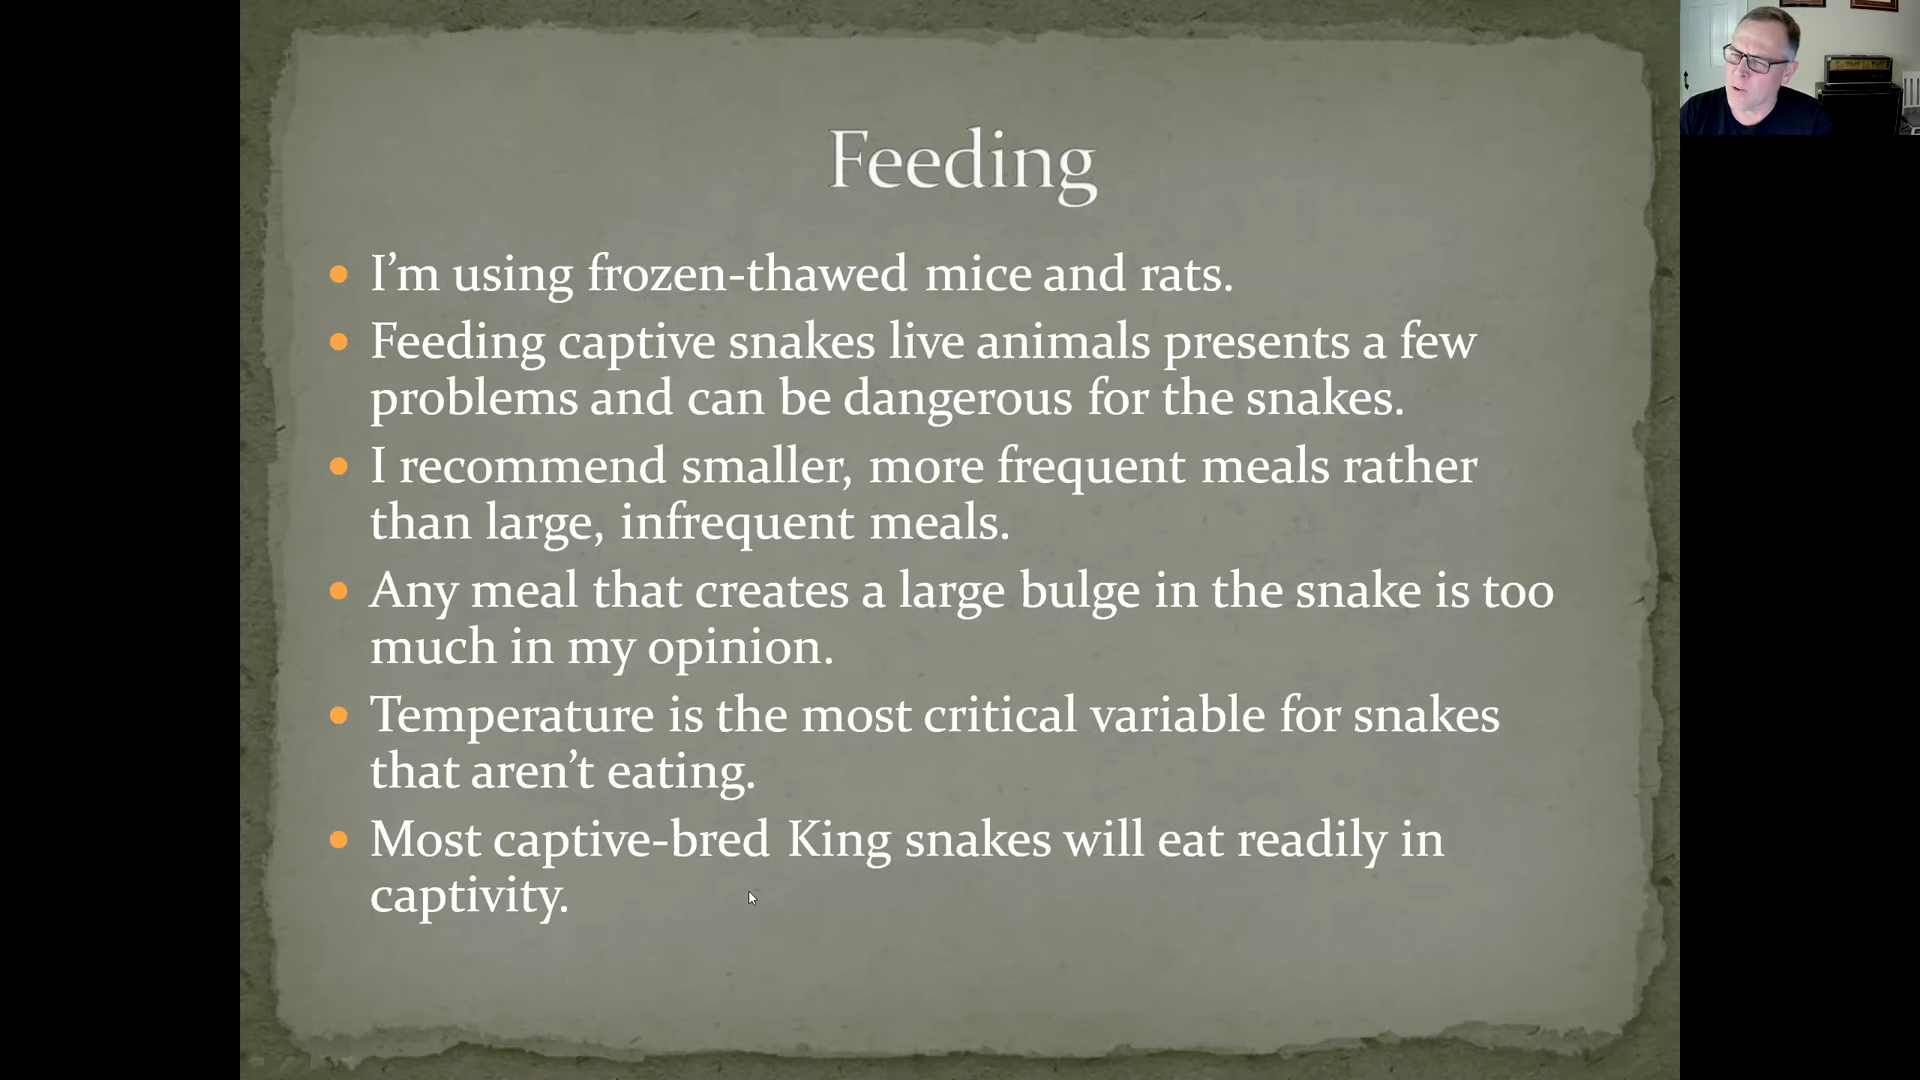 Feeding
I’m using frozen-thawed mice and rats.
Feeding captive snakes live animals presents a few
problems and can be dangerous for the snakes.
I recommend smaller, more frequent meals rather
than large, infrequent meals.
Any meal that creates a large bulge in the snake is too
much in my opinion.
Temperature is the most critical variable for snakes
that aren’t eating.
Most captive-bred King snakes will eat readily in
captivity.